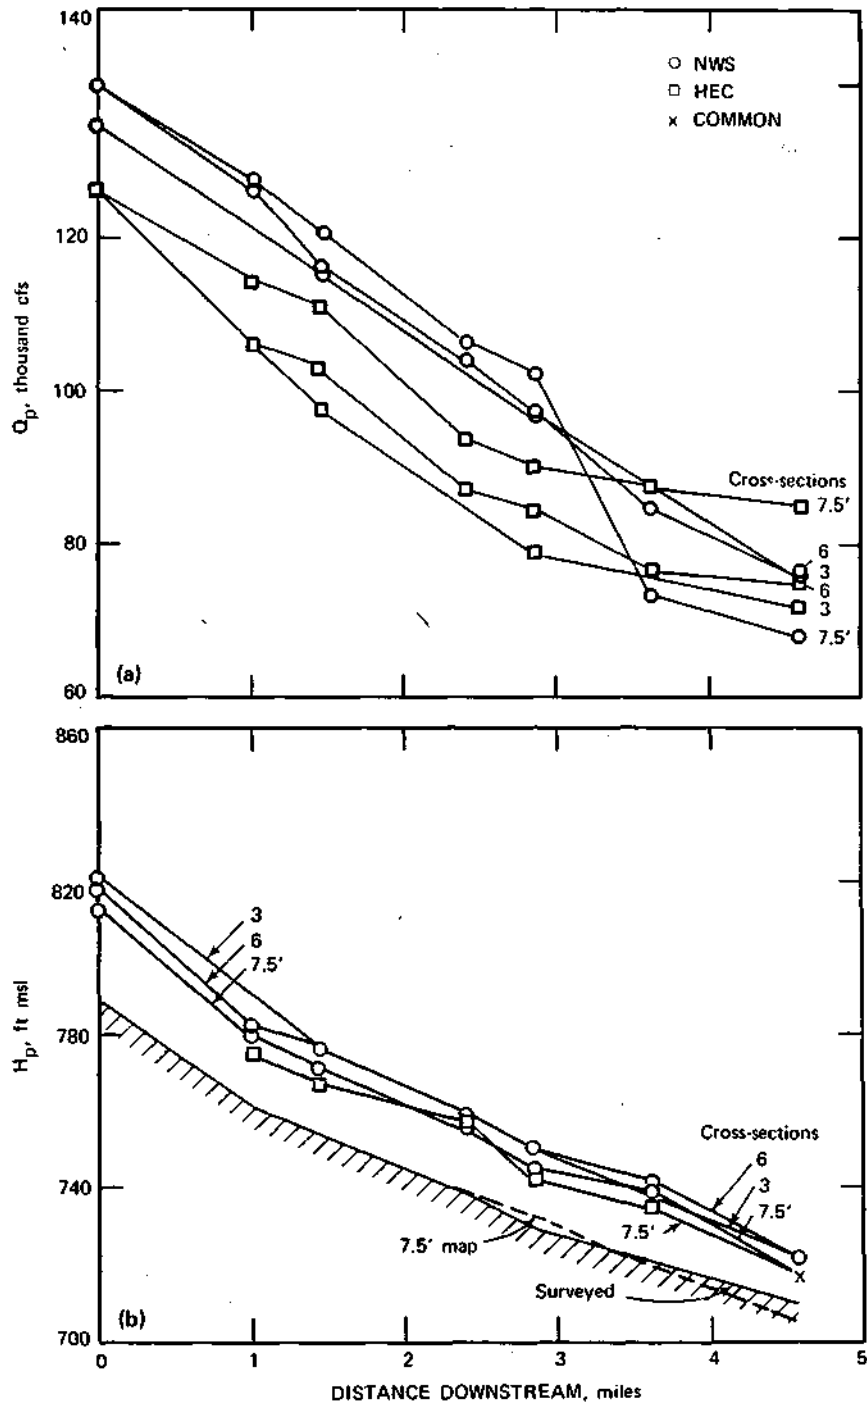 140
120
100
80
60
Q_p, thousand cfs
○ NWS
□ HEC
x COMMON
Cross-sections
7.5'
6
3
6
3
7.5'
(a)
860
820
780
740
700
H_p, ft msl
3
6
7.5'
Cross-sections
6
3
7.5'
7.5'
7.5' map
Surveyed
(b)
0 1 2 3 4 5
DISTANCE DOWNSTREAM, miles